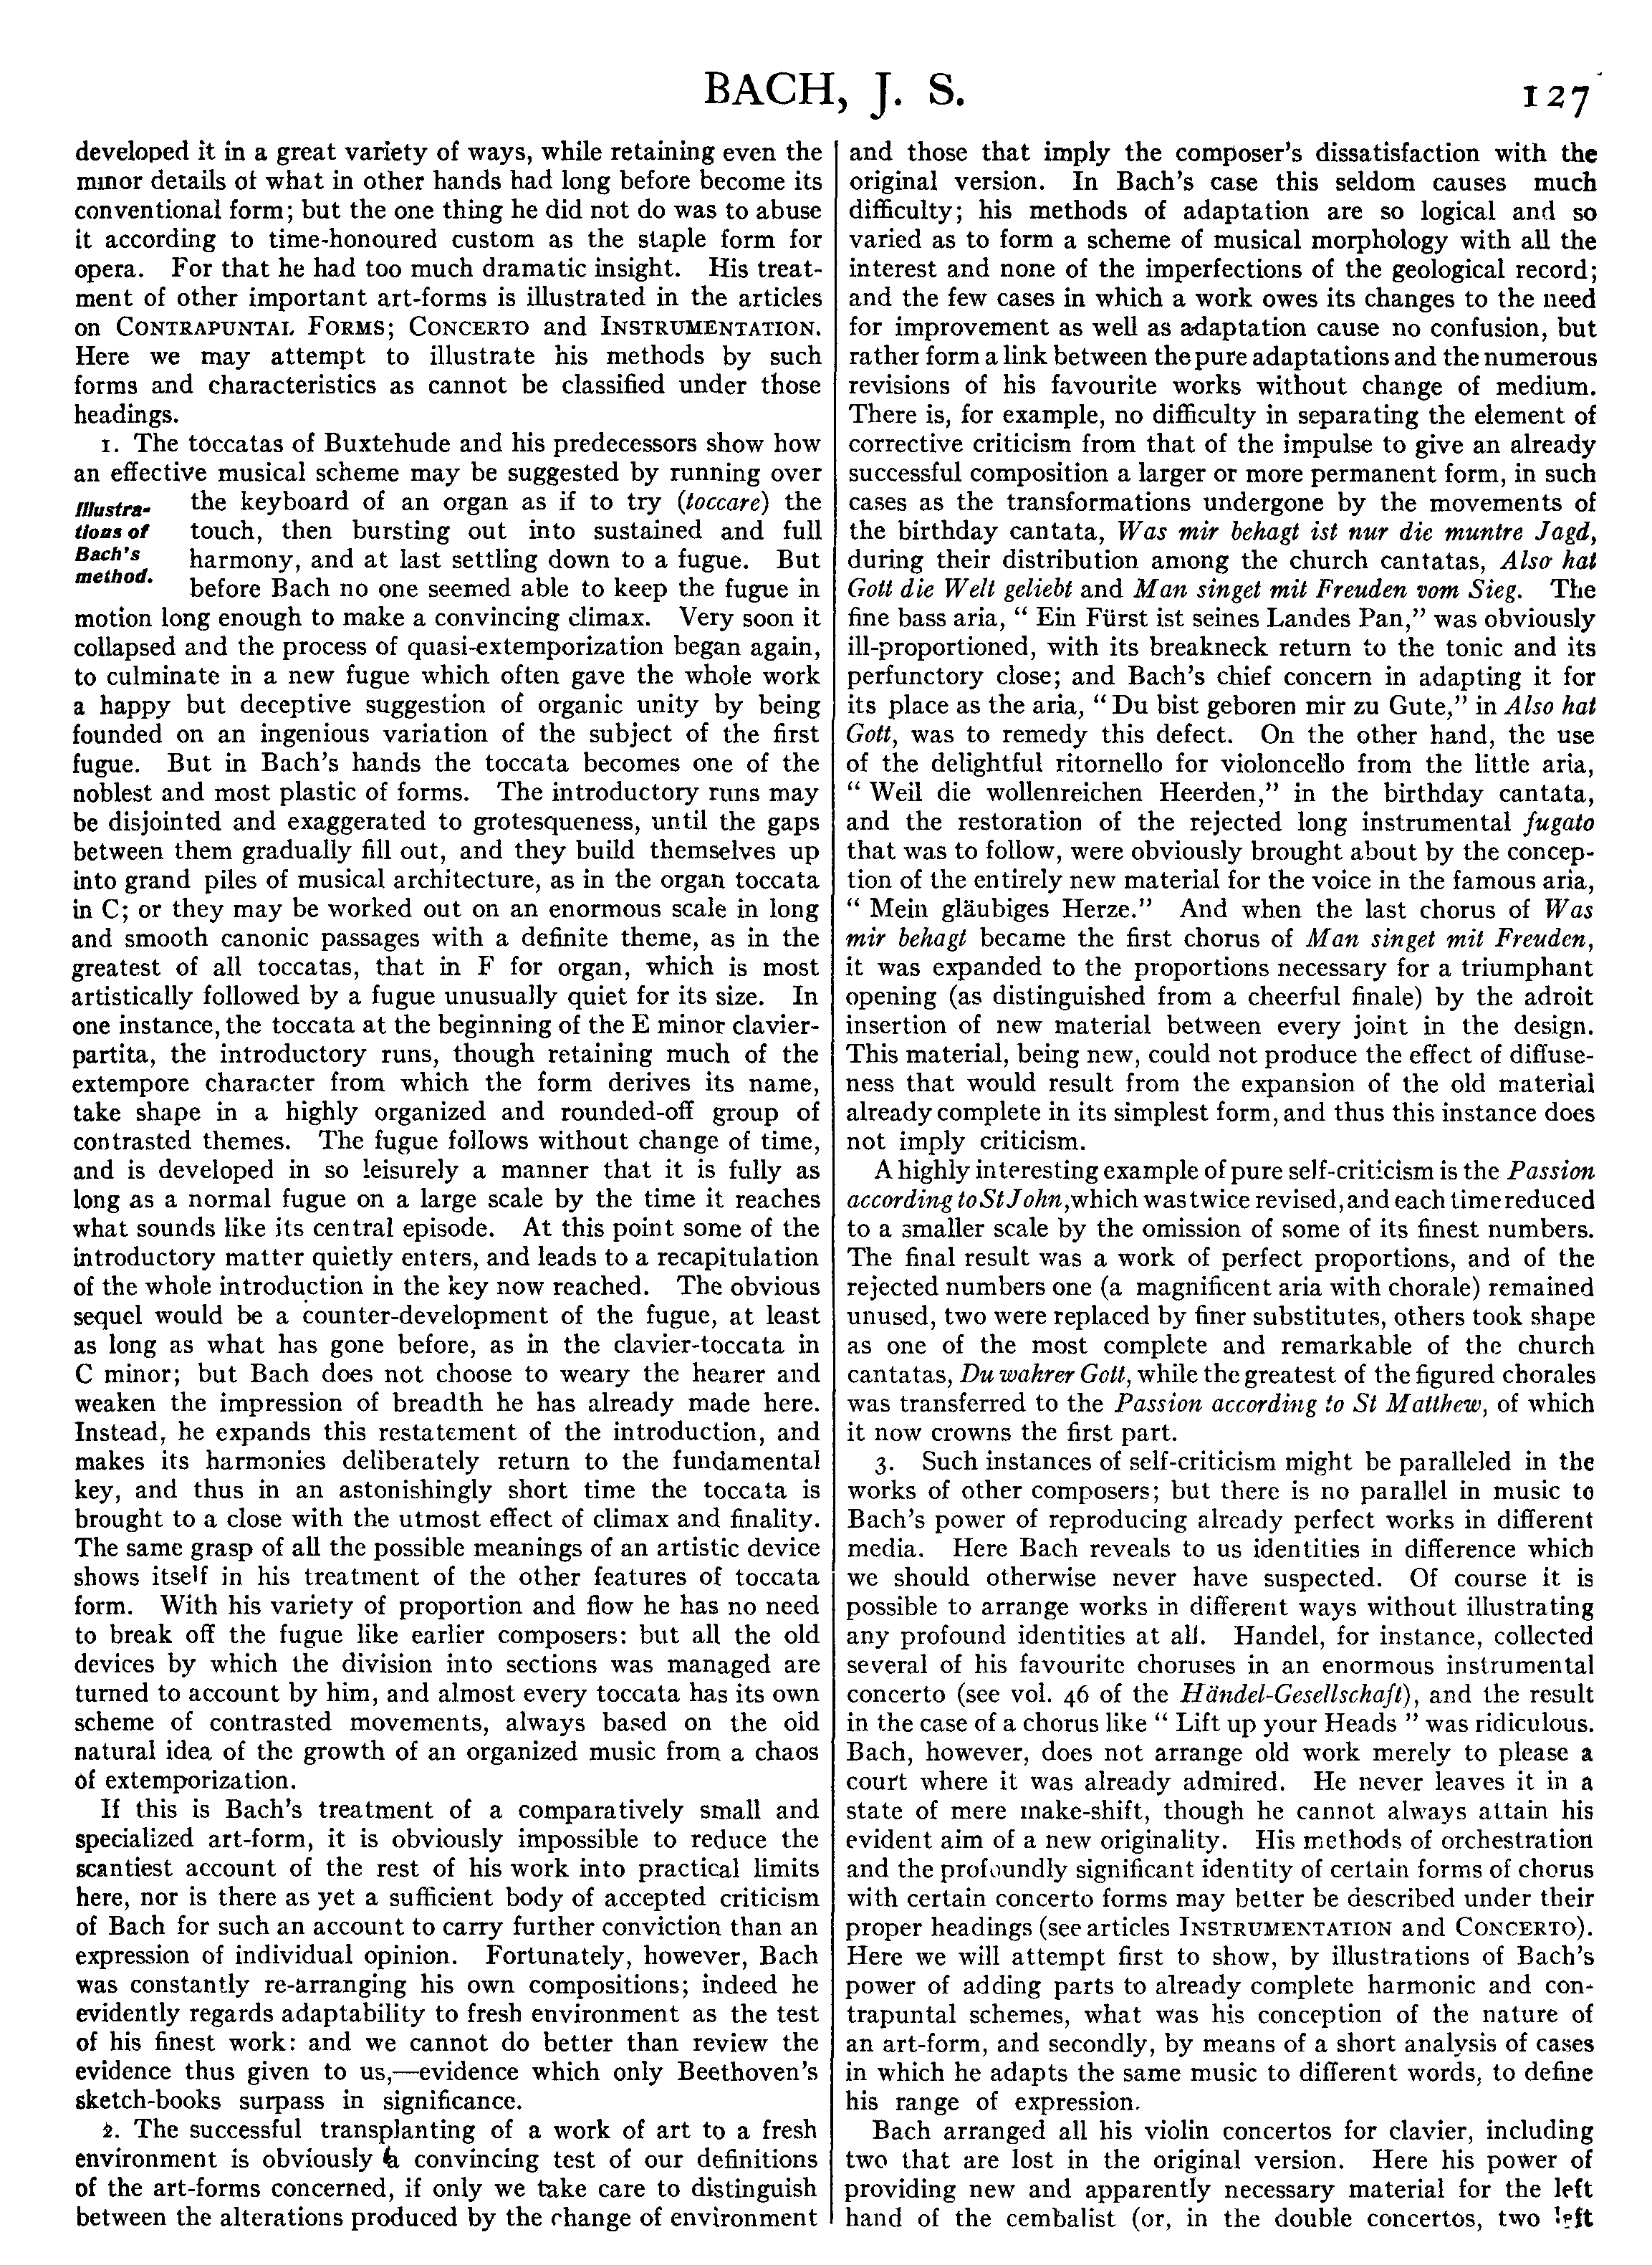 BACH, J. S.
127
developed it in a great variety of ways, while retaining even the
minor details of what in other hands had long before become its
conventional form; but the one thing he did not do was to abuse
it according to time-honoured custom as the staple form for
opera. For that he had too much dramatic insight. His treat-
ment of other important art-forms is illustrated in the articles
on CONTRAPUNTAL FORMS; CONCERTO and INSTRUMENTATION.
Here we may attempt to illustrate his methods by such
forms and characteristics as cannot be classified under those
headings.
1. The toccatas of Buxtehude and his predecessors show how
an effective musical scheme may be suggested by running over
Illustra-
tions of
Bach's
method.
the keyboard of an organ as if to try (toccare) the
touch, then bursting out into sustained and full
harmony, and at last settling down to a fugue. But
before Bach no one seemed able to keep the fugue in
motion long enough to make a convincing climax. Very soon it
collapsed and the process of quasi-extemporization began again,
to culminate in a new fugue which often gave the whole work
a happy but deceptive suggestion of organic unity by being
founded on an ingenious variation of the subject of the first
fugue. But in Bach's hands the toccata becomes one of the
noblest and most plastic of forms. The introductory runs may
be disjointed and exaggerated to grotesqueness, until the gaps
between them gradually fill out, and they build themselves up
into grand piles of musical architecture, as in the organ toccata
in C; or they may be worked out on an enormous scale in long
and smooth canonic passages with a definite theme, as in the
greatest of all toccatas, that in F for organ, which is most
artistically followed by a fugue unusually quiet for its size. In
one instance, the toccata at the beginning of the E minor clavier-
partita, the introductory runs, though retaining much of the
extempore character from which the form derives its name,
take shape in a highly organized and rounded-off group of
contrasted themes. The fugue follows without change of time,
and is developed in so leisurely a manner that it is fully as
long as a normal fugue on a large scale by the time it reaches
what sounds like its central episode. At this point some of the
introductory matter quietly enters, and leads to a recapitulation
of the whole introduction in the key now reached. The obvious
sequel would be a counter-development of the fugue, at least
as long as what has gone before, as in the clavier-toccata in
C minor; but Bach does not choose to weary the hearer and
weaken the impression of breadth he has already made here.
Instead, he expands this restatement of the introduction, and
makes its harmonies deliberately return to the fundamental
key, and thus in an astonishingly short time the toccata is
brought to a close with the utmost effect of climax and finality.
The same grasp of all the possible meanings of an artistic device
shows itself in his treatment of the other features of toccata
form. With his variety of proportion and flow he has no need
to break off the fugue like earlier composers: but all the old
devices by which the division into sections was managed are
turned to account by him, and almost every toccata has its own
scheme of contrasted movements, always based on the old
natural idea of the growth of an organized music from a chaos
of extemporization.
If this is Bach's treatment of a comparatively small and
specialized art-form, it is obviously impossible to reduce the
scantiest account of the rest of his work into practical limits
here, nor is there as yet a sufficient body of accepted criticism
of Bach for such an account to carry further conviction than an
expression of individual opinion. Fortunately, however, Bach
was constantly re-arranging his own compositions; indeed he
evidently regards adaptability to fresh environment as the test
of his finest work: and we cannot do better than review the
evidence thus given to us,—evidence which only Beethoven's
sketch-books surpass in significance.
2. The successful transplanting of a work of art to a fresh
environment is obviously a convincing test of our definitions
of the art-forms concerned, if only we take care to distinguish
between the alterations produced by the change of environment
and those that imply the composer's dissatisfaction with the
original version. In Bach's case this seldom causes much
difficulty; his methods of adaptation are so logical and so
varied as to form a scheme of musical morphology with all the
interest and none of the imperfections of the geological record;
and the few cases in which a work owes its changes to the need
for improvement as well as adaptation cause no confusion, but
rather form a link between the pure adaptations and the numerous
revisions of his favourite works without change of medium.
There is, for example, no difficulty in separating the element of
corrective criticism from that of the impulse to give an already
successful composition a larger or more permanent form, in such
cases as the transformations undergone by the movements of
the birthday cantata, Was mir behagt ist nur die muntre Jagd,
during their distribution among the church cantatas, Also hat
Gott die Welt geliebt and Man singet mit Freuden vom Sieg. The
fine bass aria, “ Ein Fürst ist seines Landes Pan,” was obviously
ill-proportioned, with its breakneck return to the tonic and its
perfunctory close; and Bach's chief concern in adapting it for
its place as the aria, “ Du bist geboren mir zu Gute,” in Also hat
Gott, was to remedy this defect. On the other hand, the use
of the delightful ritornello for violoncello from the little aria,
“ Weil die wollenreichen Heerden,” in the birthday cantata,
and the restoration of the rejected long instrumental fugato
that was to follow, were obviously brought about by the concep-
tion of the entirely new material for the voice in the famous aria,
“ Mein gläubiges Herze.” And when the last chorus of Was
mir behagt became the first chorus of Man singet mit Freuden,
it was expanded to the proportions necessary for a triumphant
opening (as distinguished from a cheerful finale) by the adroit
insertion of new material between every joint in the design.
This material, being new, could not produce the effect of diffuse-
ness that would result from the expansion of the old material
already complete in its simplest form, and thus this instance does
not imply criticism.
A highly interesting example of pure self-criticism is the Passion
according to St John, which was twice revised, and each time reduced
to a smaller scale by the omission of some of its finest numbers.
The final result was a work of perfect proportions, and of the
rejected numbers one (a magnificent aria with chorale) remained
unused, two were replaced by finer substitutes, others took shape
as one of the most complete and remarkable of the church
cantatas, Du wahrer Gott, while the greatest of the figured chorales
was transferred to the Passion according to St Matthew, of which
it now crowns the first part.
3. Such instances of self-criticism might be paralleled in the
works of other composers; but there is no parallel in music to
Bach's power of reproducing already perfect works in different
media. Here Bach reveals to us identities in difference which
we should otherwise never have suspected. Of course it is
possible to arrange works in different ways without illustrating
any profound identities at all. Handel, for instance, collected
several of his favourite choruses in an enormous instrumental
concerto (see vol. 46 of the Händel-Gesellschaft), and the result
in the case of a chorus like “ Lift up your Heads ” was ridiculous.
Bach, however, does not arrange old work merely to please a
court where it was already admired. He never leaves it in a
state of mere make-shift, though he cannot always attain his
evident aim of a new originality. His methods of orchestration
and the profoundly significant identity of certain forms of chorus
with certain concerto forms may better be described under their
proper headings (see articles INSTRUMENTATION and CONCERTO).
Here we will attempt first to show, by illustrations of Bach's
power of adding parts to already complete harmonic and con-
trapuntal schemes, what was his conception of the nature of
an art-form, and secondly, by means of a short analysis of cases
in which he adapts the same music to different words, to define
his range of expression.
Bach arranged all his violin concertos for clavier, including
two that are lost in the original version. Here his power of
providing new and apparently necessary material for the left
hand of the cembalist (or, in the double concertos, two left